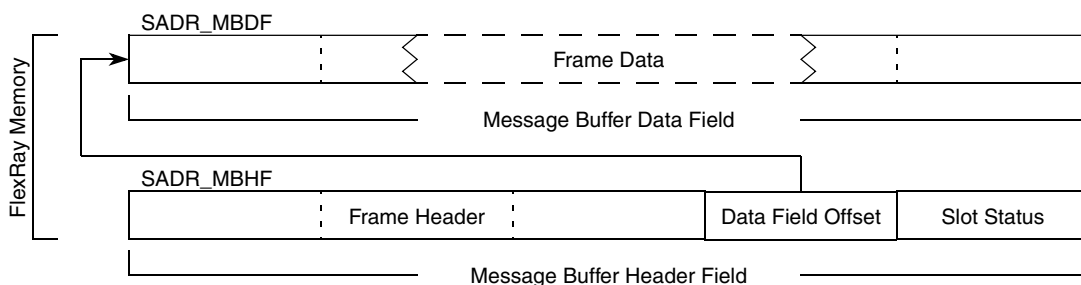 SADR_MBDF
Frame Data
Message Buffer Data Field
FlexRay Memory
SADR_MBHF
Frame Header
Data Field Offset
Slot Status
Message Buffer Header Field